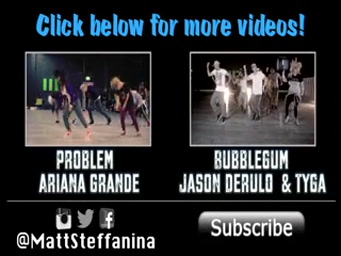 Click below for more videos!
PROBLEM
ARIANA GRANDE
BUBBLEGUM
JASON DERULO & TYGA
Subscribe
@MattSteffanina